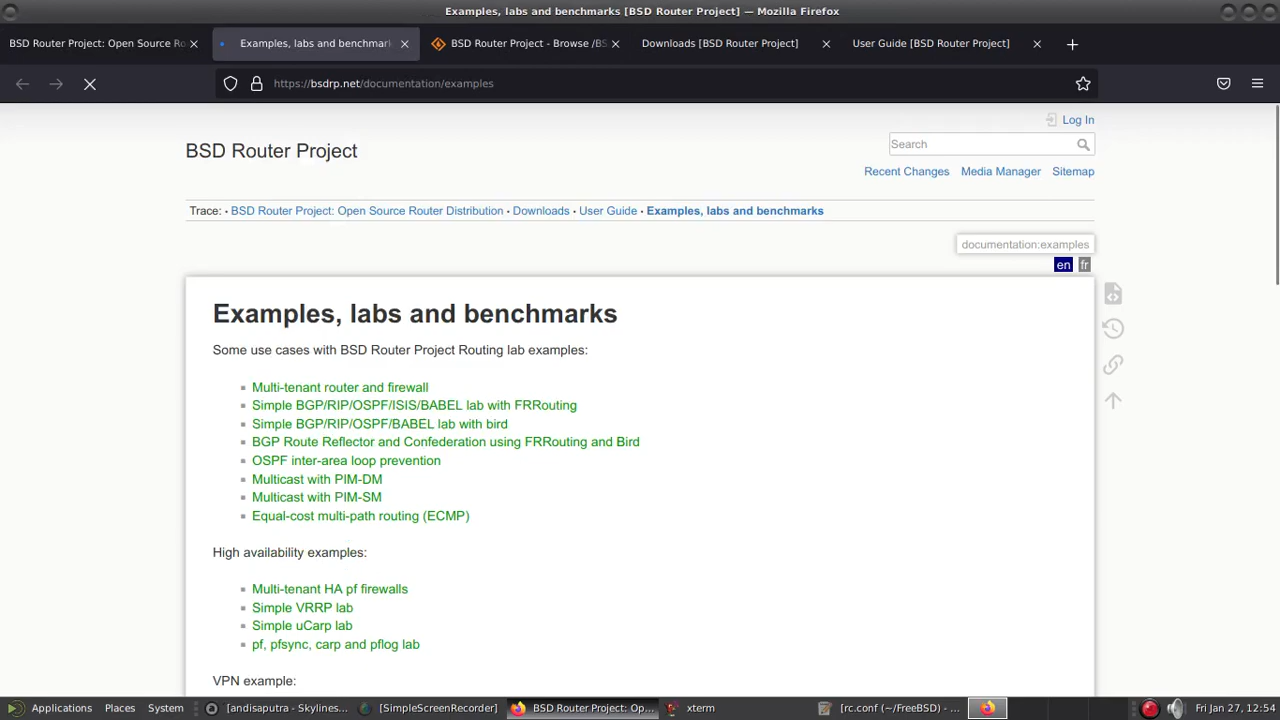 Examples, labs and benchmarks [BSD Router Project] — Mozilla Firefox
BSD Router Project: Open Source Ro
Examples, labs and benchmark
BSD Router Project - Browse /BS
Downloads [BSD Router Project]
User Guide [BSD Router Project]
https://bsdrp.net/documentation/examples
Log In
BSD Router Project
Search
Recent Changes Media Manager Sitemap
Trace: • BSD Router Project: Open Source Router Distribution • Downloads • User Guide • Examples, labs and benchmarks
documentation:examples
en fr
Examples, labs and benchmarks
Some use cases with BSD Router Project Routing lab examples:
Multi-tenant router and firewall
Simple BGP/RIP/OSPF/ISIS/BABEL lab with FRRouting
Simple BGP/RIP/OSPF/BABEL lab with bird
BGP Route Reflector and Confederation using FRRouting and Bird
OSPF inter-area loop prevention
Multicast with PIM-DM
Multicast with PIM-SM
Equal-cost multi-path routing (ECMP)
High availability examples:
Multi-tenant HA pf firewalls
Simple VRRP lab
Simple uCarp lab
pf, pfsync, carp and pflog lab
VPN example:
Applications Places System [andisaputra - Skylines... [SimpleScreenRecorder] BSD Router Project: Op... xterm [rc.conf (~/FreeBSD) - ... Fri Jan 27, 12:54